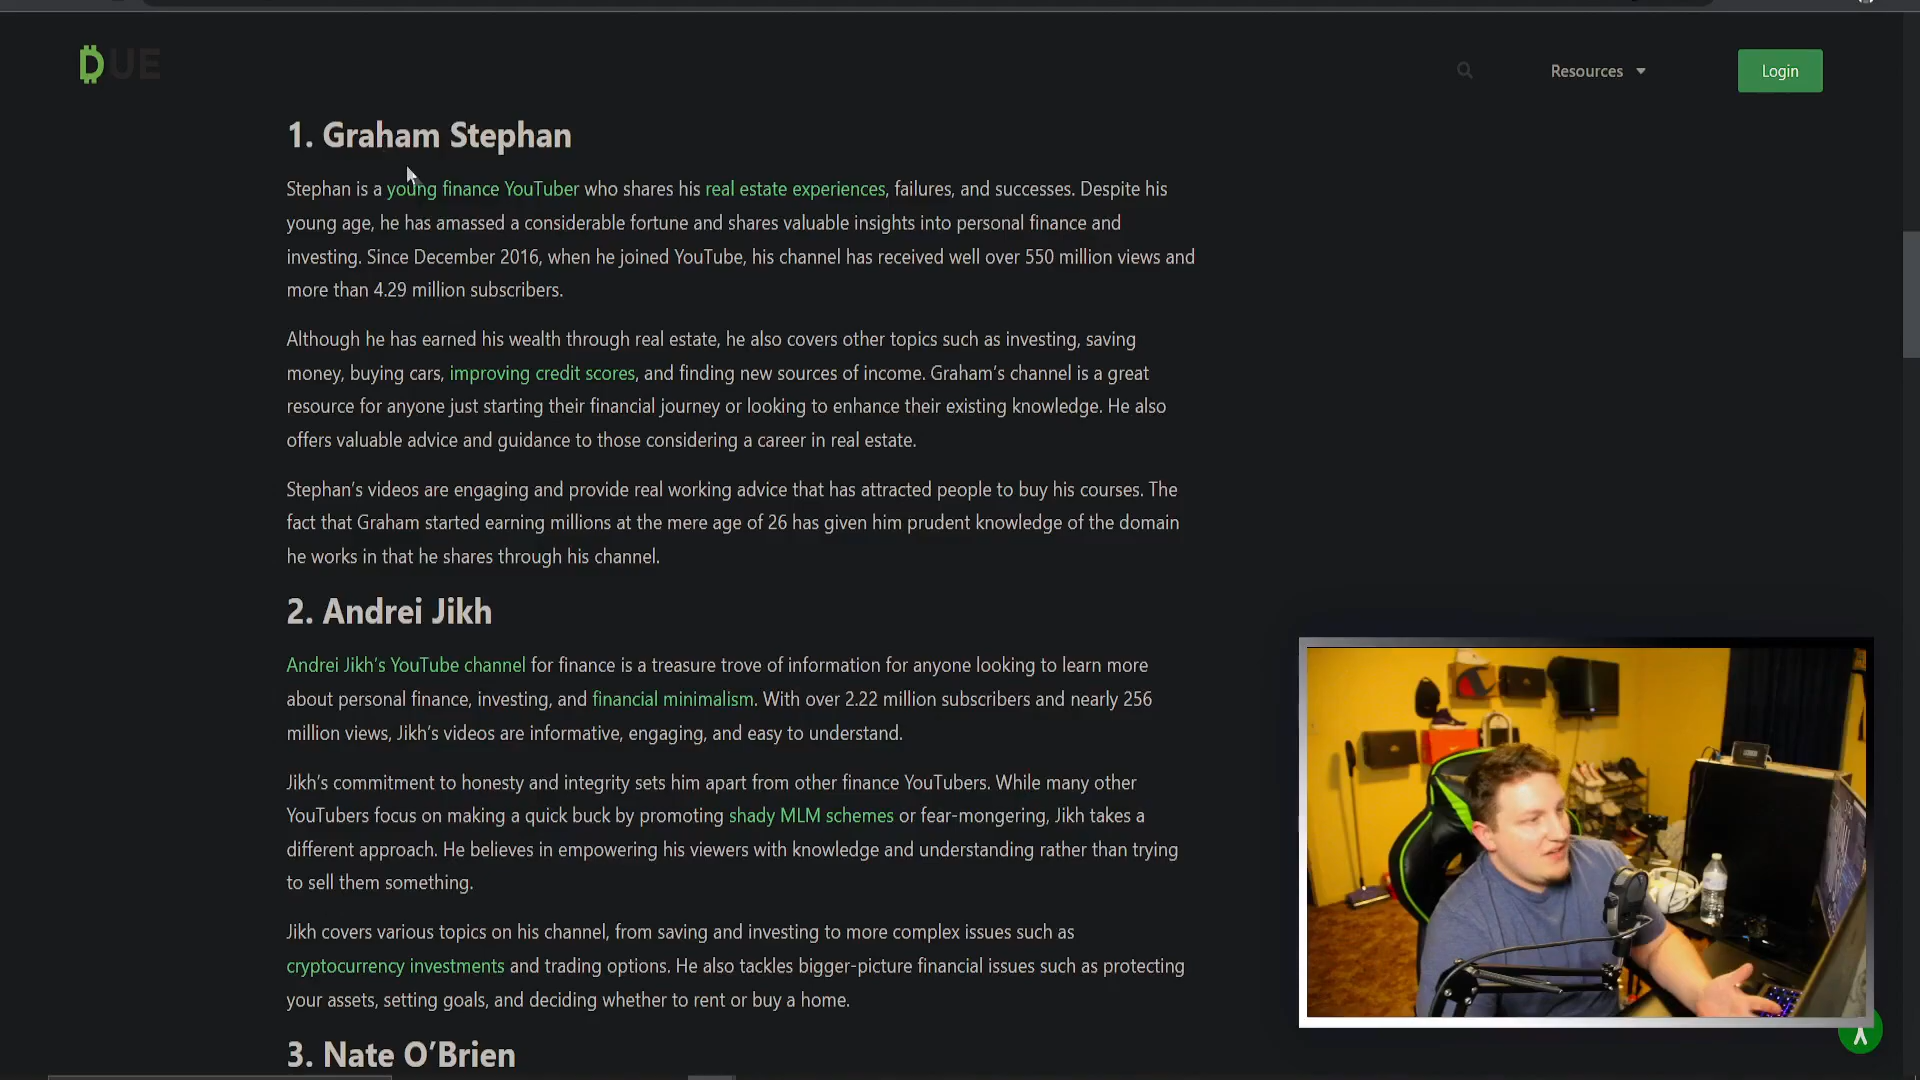 DUE
Resources
Login
1. Graham Stephan
Stephan is a young finance YouTuber who shares his real estate experiences, failures, and successes. Despite his
young age, he has amassed a considerable fortune and shares valuable insights into personal finance and
investing. Since December 2016, when he joined YouTube, his channel has received well over 550 million views and
more than 4.29 million subscribers.
Although he has earned his wealth through real estate, he also covers other topics such as investing, saving
money, buying cars, improving credit scores, and finding new sources of income. Graham’s channel is a great
resource for anyone just starting their financial journey or looking to enhance their existing knowledge. He also
offers valuable advice and guidance to those considering a career in real estate.
Stephan’s videos are engaging and provide real working advice that has attracted people to buy his courses. The
fact that Graham started earning millions at the mere age of 26 has given him prudent knowledge of the domain
he works in that he shares through his channel.
2. Andrei Jikh
Andrei Jikh’s YouTube channel for finance is a treasure trove of information for anyone looking to learn more
about personal finance, investing, and financial minimalism. With over 2.22 million subscribers and nearly 256
million views, Jikh’s videos are informative, engaging, and easy to understand.
Jikh’s commitment to honesty and integrity sets him apart from other finance YouTubers. While many other
YouTubers focus on making a quick buck by promoting shady MLM schemes or fear-mongering, Jikh takes a
different approach. He believes in empowering his viewers with knowledge and understanding rather than trying
to sell them something.
Jikh covers various topics on his channel, from saving and investing to more complex issues such as
cryptocurrency investments and trading options. He also tackles bigger-picture financial issues such as protecting
your assets, setting goals, and deciding whether to rent or buy a home.
3. Nate O’Brien